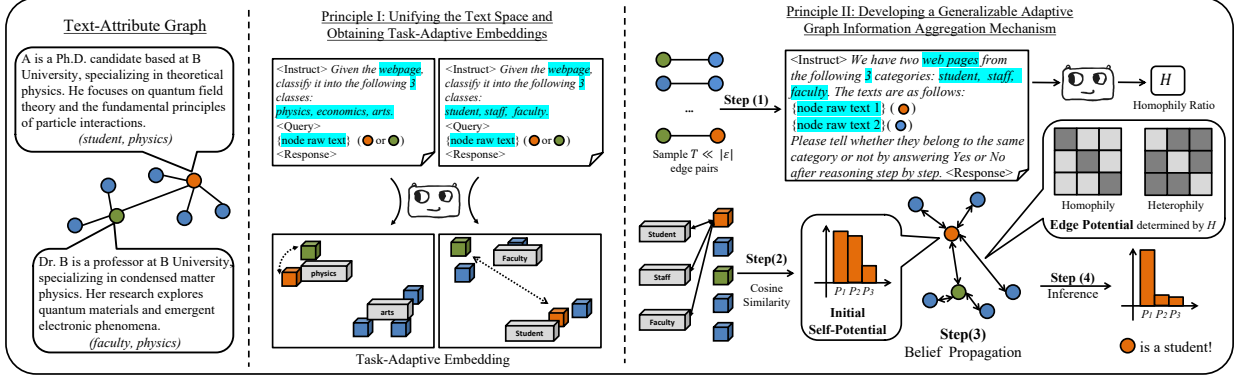 Text-Attribute Graph
A is a Ph.D. candidate based at B
University, specializing in theoretical
physics. He focuses on quantum field
theory and the fundamental principles
of particle interactions.
(student, physics)
Dr. B is a professor at B University,
specializing in condensed matter
physics. Her research explores
quantum materials and emergent
electronic phenomena.
(faculty, physics)
Principle I: Unifying the Text Space and
Obtaining Task-Adaptive Embeddings
<Instruct> Given the webpage,
classify it into the following 3
classes:
physics, economics, arts.
<Query>
{node raw text} ( or )
<Response>
<Instruct> Given the webpage,
classify it into the following 3
classes:
student, staff, faculty.
<Query>
{node raw text} ( or )
<Response>
physics
arts
Faculty
Student
Task-Adaptive Embedding
Principle II: Developing a Generalizable Adaptive
Graph Information Aggregation Mechanism
...
Sample T ≪ |ε|
edge pairs
Step (1)
<Instruct> We have two web pages from
the following 3 categories: student, staff,
faculty. The texts are as follows:
{node raw text 1} ( )
{node raw text 2} ( )
Please tell whether they belong to the same
category or not by answering Yes or No
after reasoning step by step. <Response>
H
Homophily Ratio
Homophily
Heterophily
Edge Potential determined by H
Student
Staff
Faculty
Step(2)
Cosine
Similarity
P1 P2 P3
Initial
Self-Potential
Step(3)
Belief Propagation
Step (4)
Inference
P1 P2 P3
is a student!